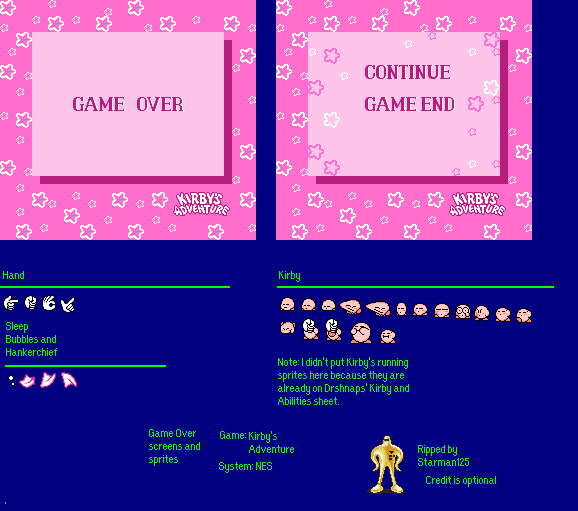 GAME OVER
KIRBY'S
ADVENTURE
CONTINUE
GAME END
KIRBY'S
ADVENTURE
Hand
Sleep
Bubbles and
Hankerchief
Kirby
Note: I didn't put Kirby's running
sprites here because they are
already on Drshnaps' Kirby and
Abilities sheet.
Game Over
screens and
sprites
Game: Kirby's
Adventure
System: NES
Ripped by
Starman125
Credit is optional